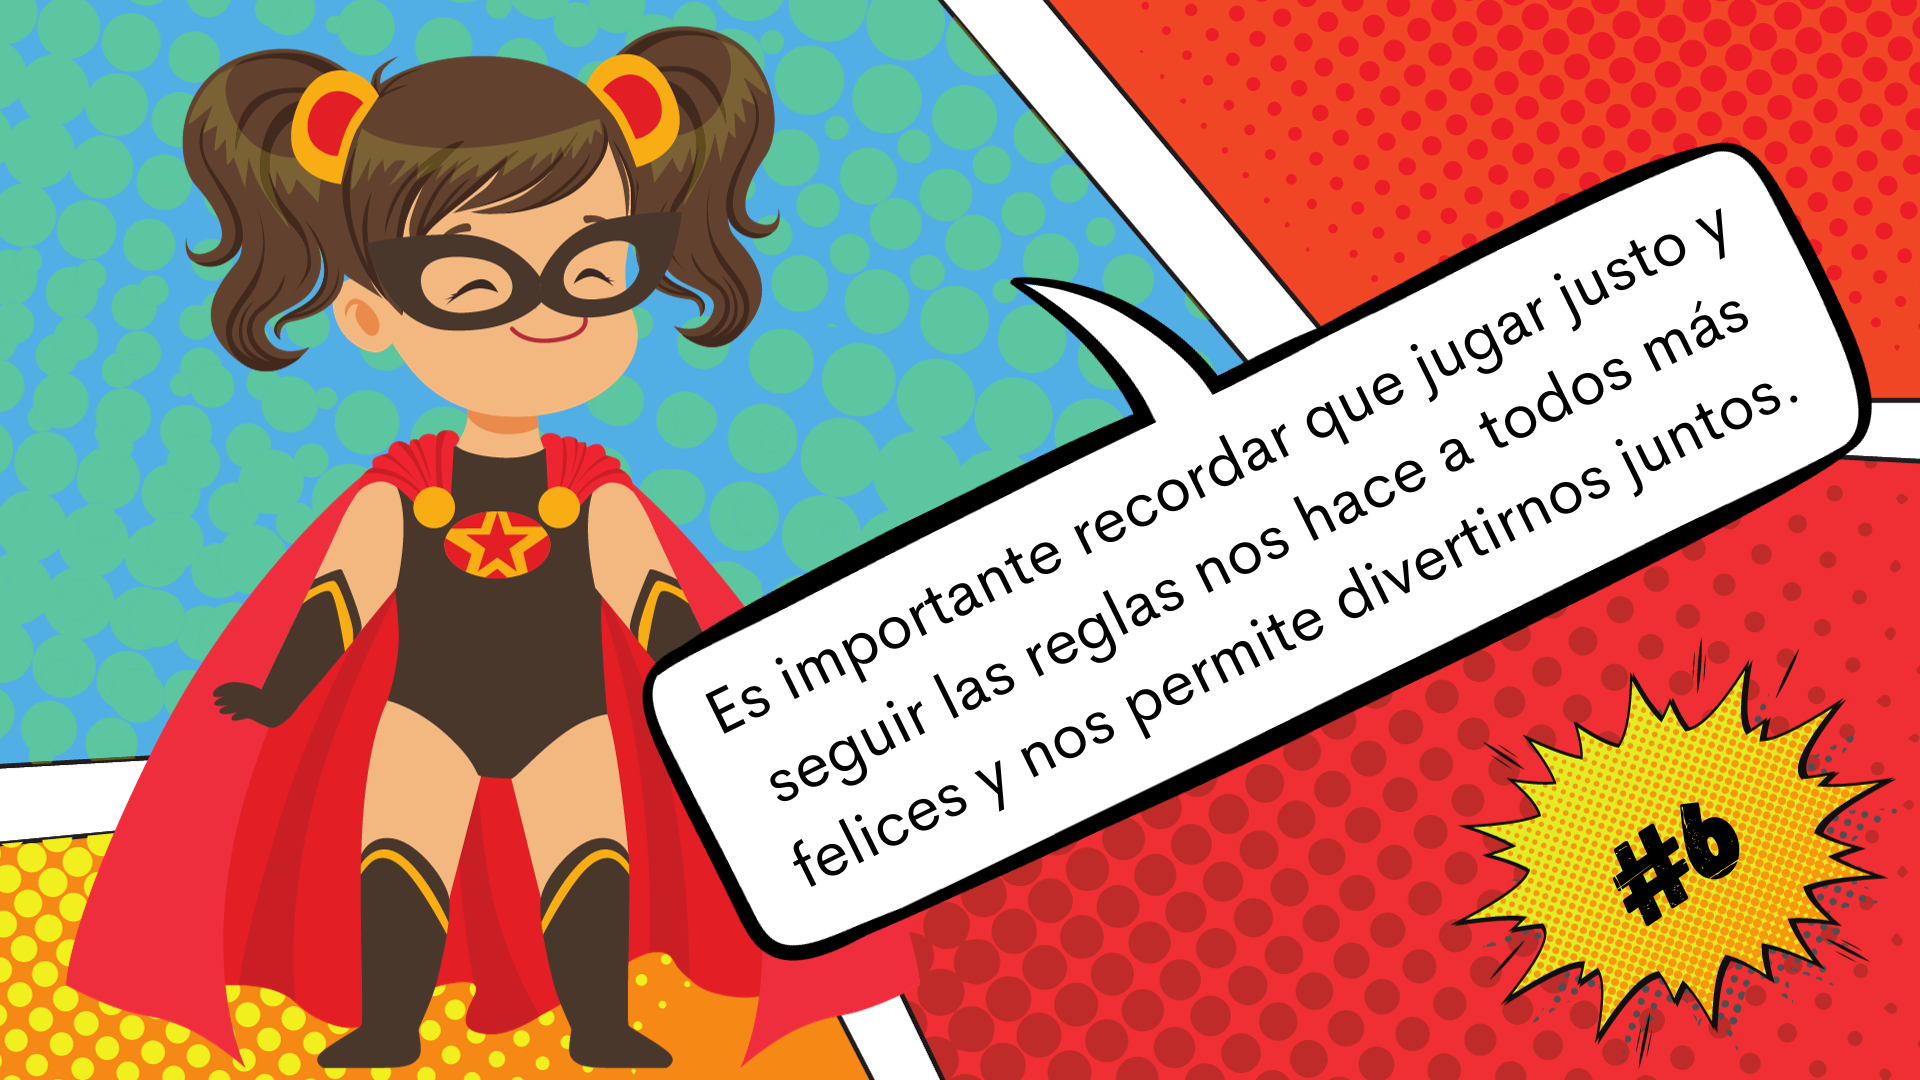 Es importante recordar que jugar justo y
seguir las reglas nos hace a todos más
felices y nos permite divertirnos juntos.
#6